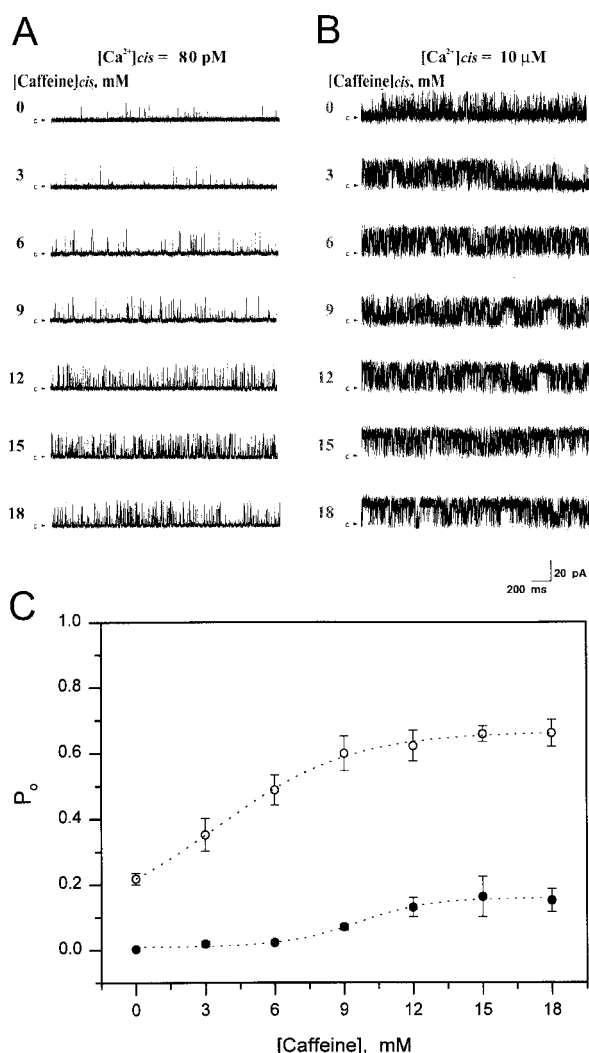 A
[Ca²⁺]cis = 80 pM
[Caffeine]cis, mM
0
c
3
c
6
c
9
c
12
c
15
c
18
c
B
[Ca²⁺]cis = 10 µM
[Caffeine]cis, mM
0
c
3
c
6
c
9
c
12
c
15
c
18
c
20 pA
200 ms
C
1.0
0.8
0.6
0.4
0.2
0.0
Pₒ
0 3 6 9 12 15 18
[Caffeine], mM